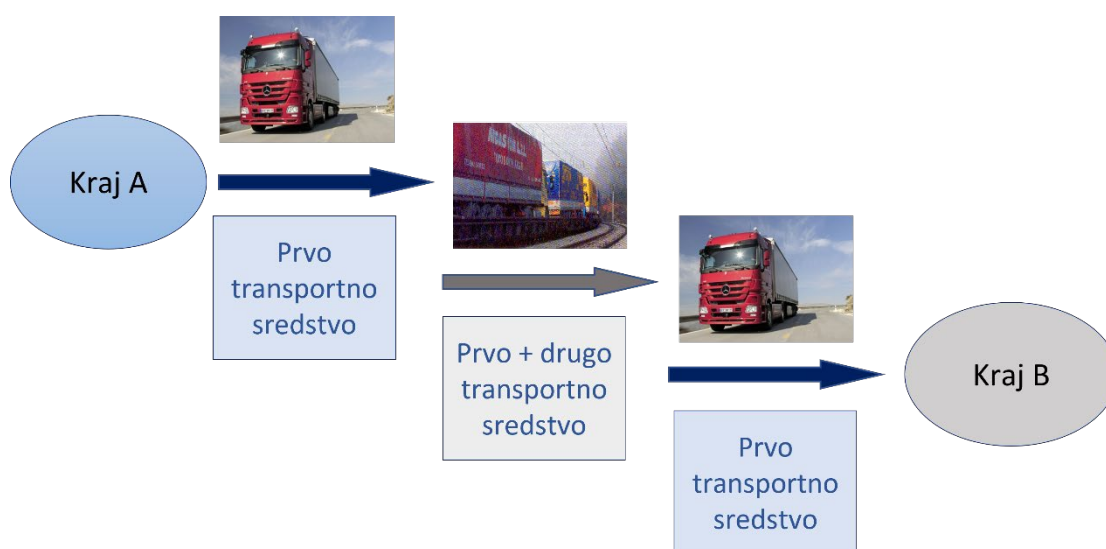 Kraj A
Prvo
transportno
sredstvo
Prvo + drugo
transportno
sredstvo
Prvo
transportno
sredstvo
Kraj B